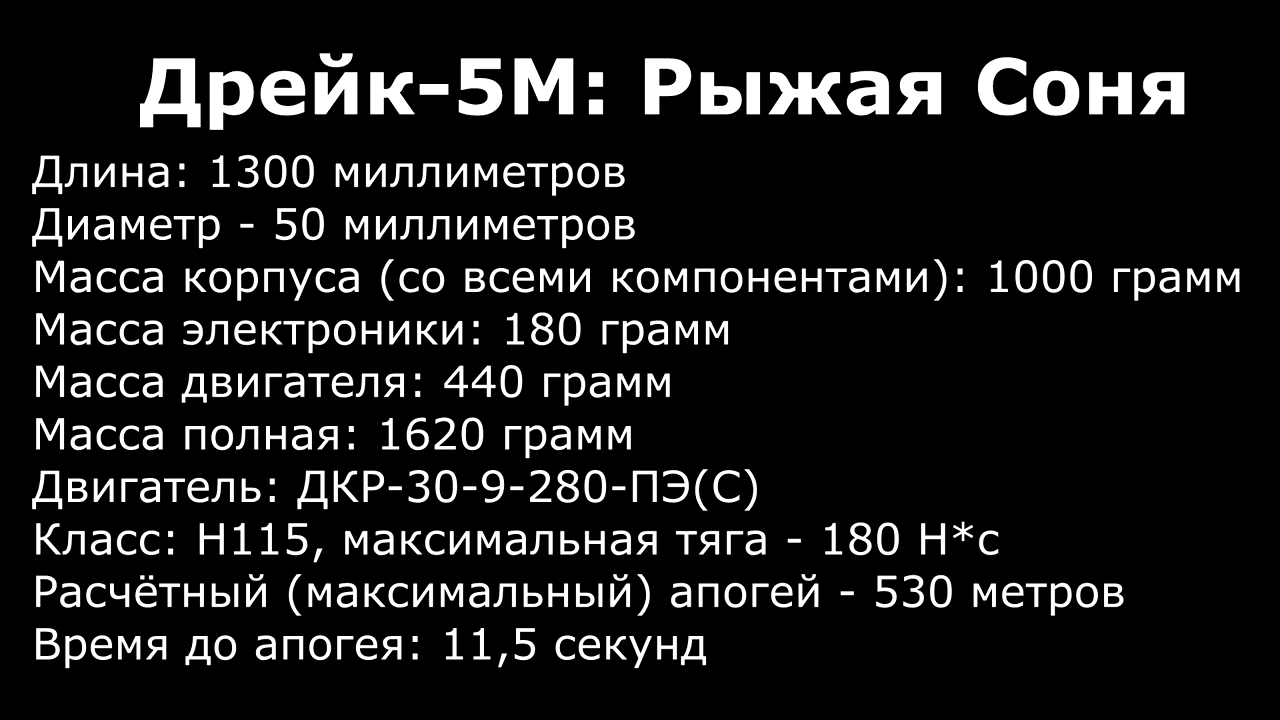 Дрейк-5М: Рыжая Соня
Длина: 1300 миллиметров
Диаметр - 50 миллиметров
Масса корпуса (со всеми компонентами): 1000 грамм
Масса электроники: 180 грамм
Масса двигателя: 440 грамм
Масса полная: 1620 грамм
Двигатель: ДКР-30-9-280-ПЭ(С)
Класс: Н115, максимальная тяга - 180 Н*с
Расчётный (максимальный) апогей - 530 метров
Время до апогея: 11,5 секунд